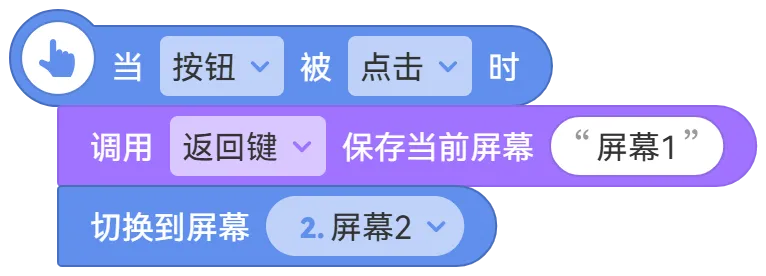 当 按钮 被 点击 时
调用 返回键 保存当前屏幕 “屏幕1”
切换到屏幕 2. 屏幕2